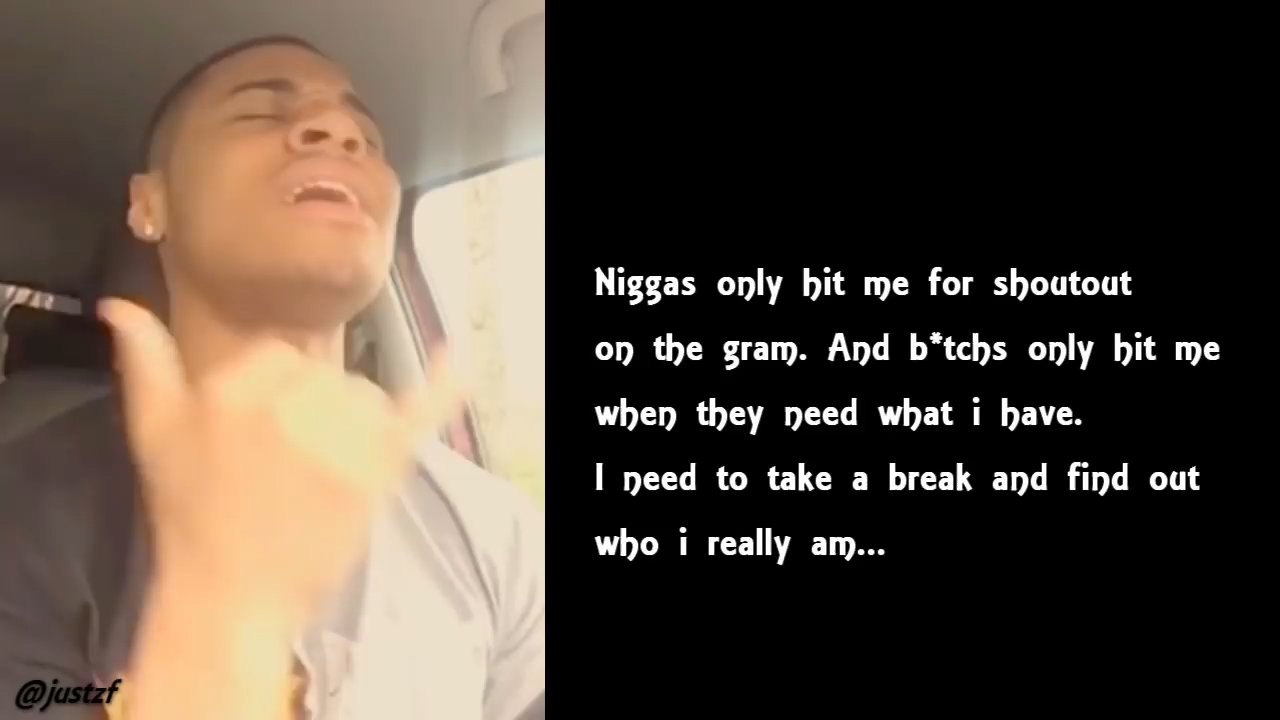 Niggas only hit me for shoutout
on the gram. And b*tchs only hit me
when they need what i have.
I need to take a break and find out
who i really am...
@justzf